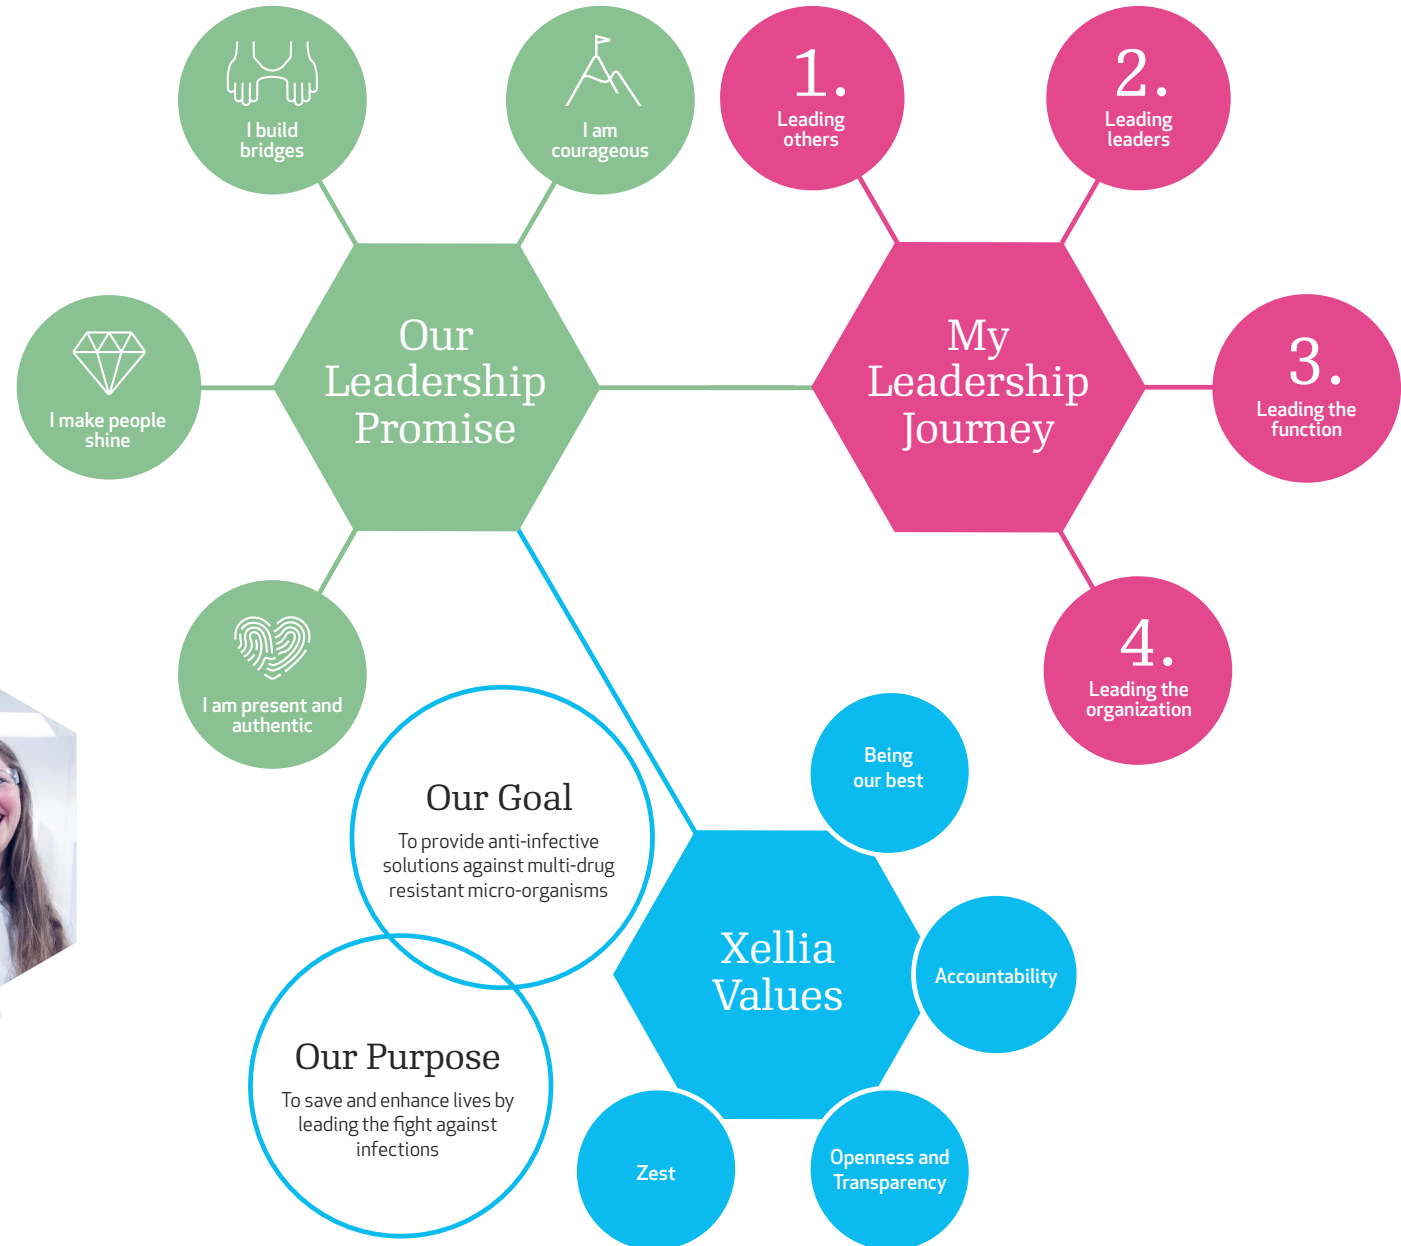 I build
bridges
I am
courageous
I make people
shine
Our
Leadership
Promise
I am present and
authentic
1.
Leading
others
2.
Leading
leaders
My
Leadership
Journey
3.
Leading the
function
4.
Leading the
organization
Our Goal
To provide anti-infective
solutions against multi-drug
resistant micro-organisms
Our Purpose
To save and enhance lives by
leading the fight against
infections
Xellia
Values
Being
our best
Accountability
Openness and
Transparency
Zest